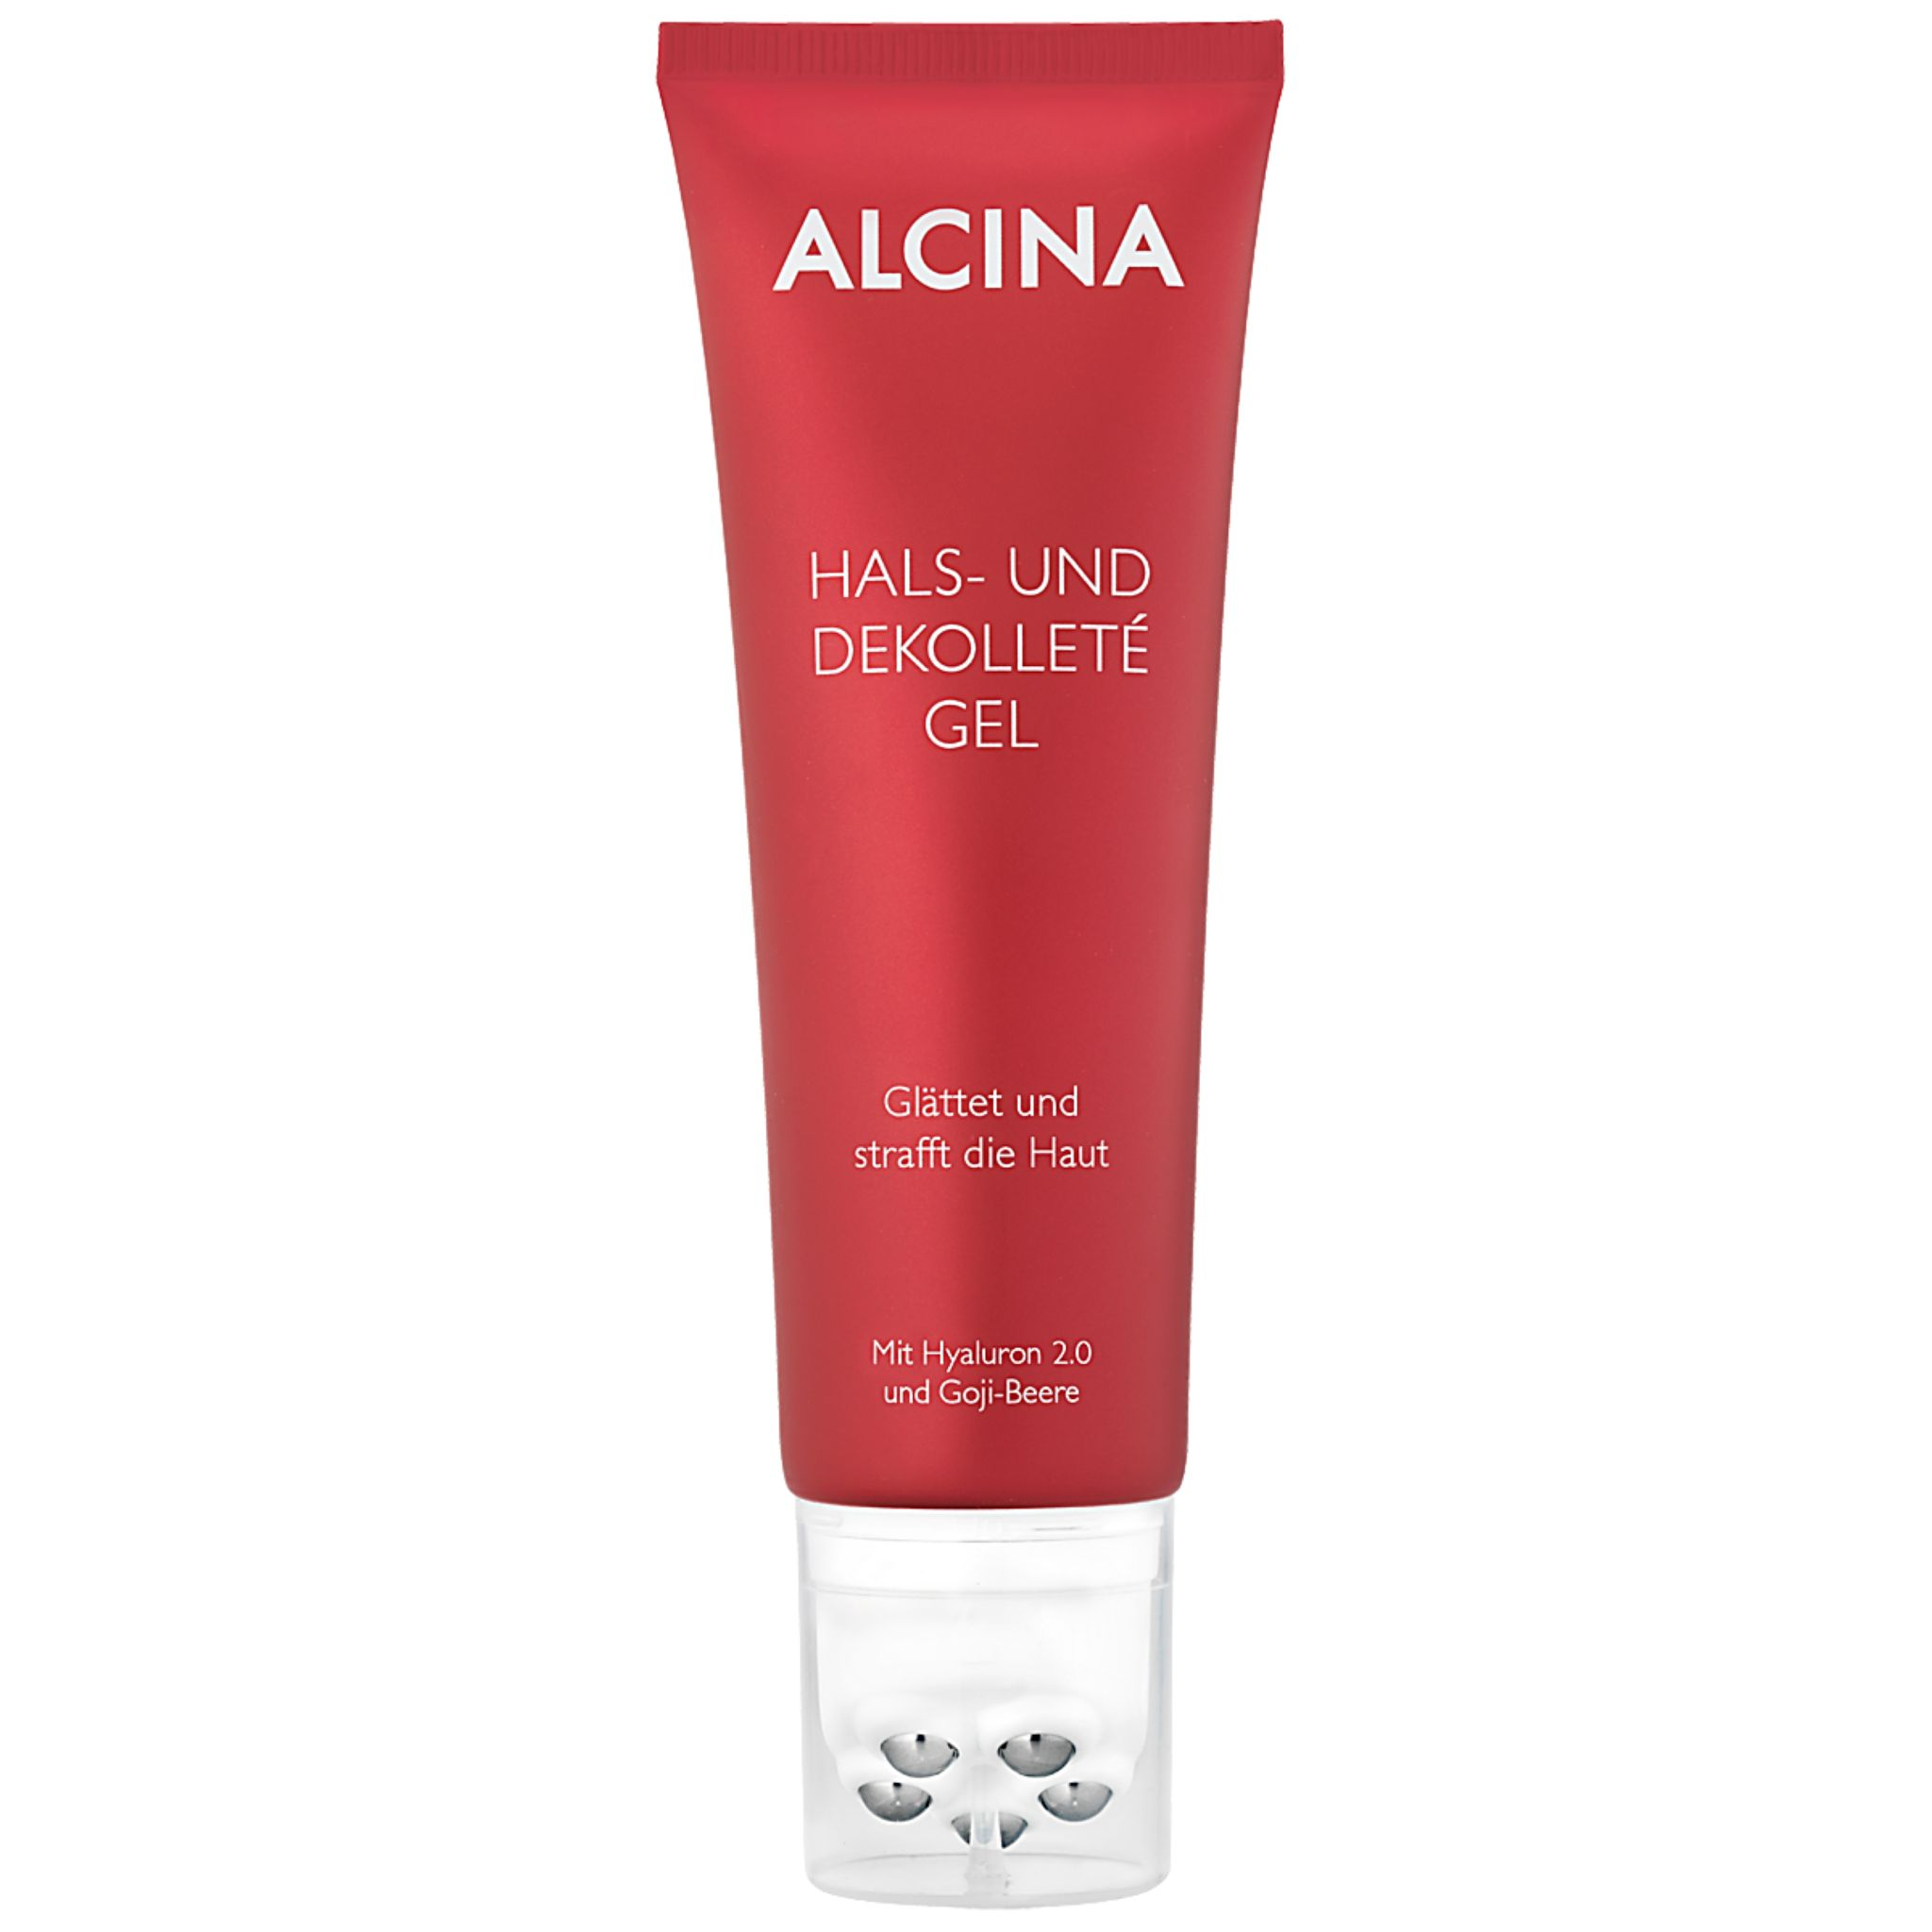 ALCINA
HALS- UND
DEKOLLETÉ
GEL
Glättet und
strafft die Haut
Mit Hyaluron 2.0
und Goji-Beere